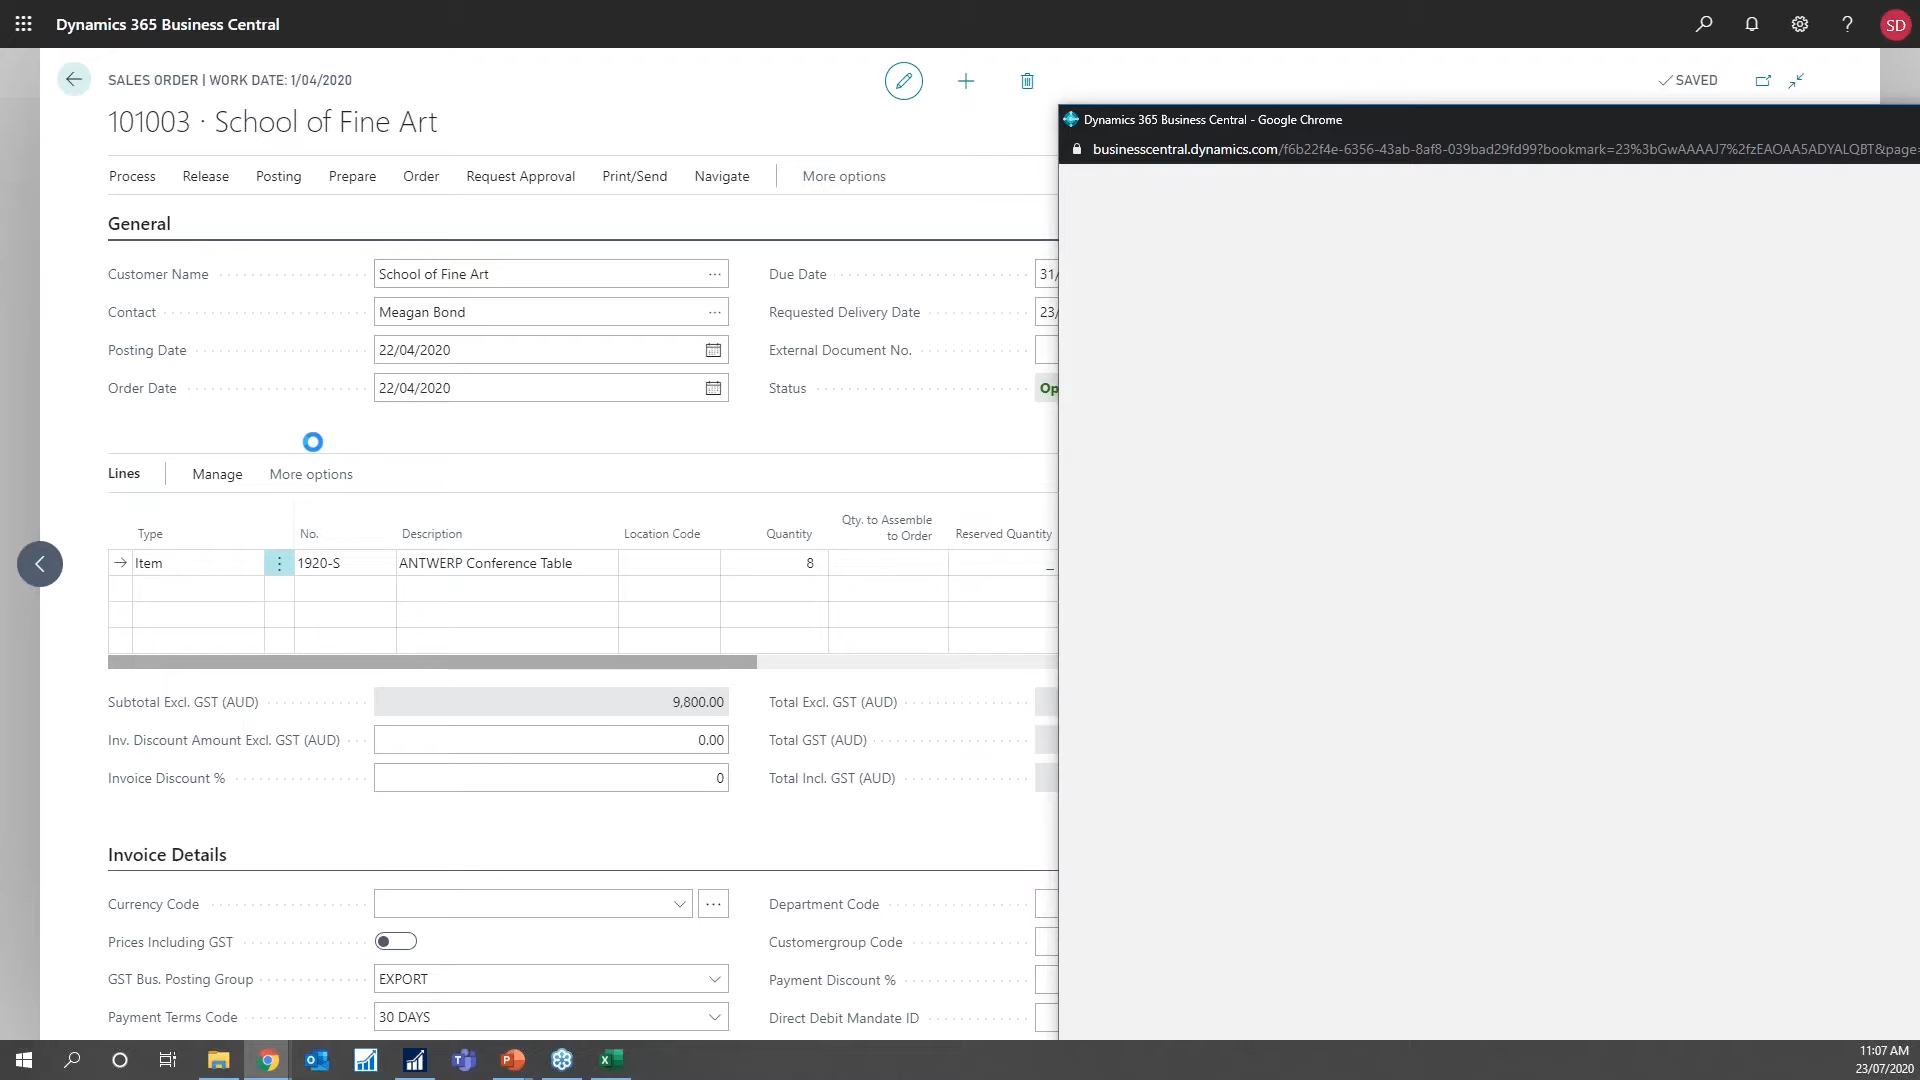 Dynamics 365 Business Central
SD
SALES ORDER | WORK DATE: 1/04/2020
SAVED
101003 · School of Fine Art
Dynamics 365 Business Central - Google Chrome
businesscentral.dynamics.com/f6b22f4e-6356-43ab-8af8-039bad29fd99?bookmark=23%3bGwAAAAJ7%2fzEAOAA5ADYALQBT&page=
Process Release Posting Prepare Order Request Approval Print/Send Navigate More options
General
Customer Name School of Fine Art Due Date 31/
Contact Meagan Bond Requested Delivery Date 23/
Posting Date 22/04/2020 External Document No.
Order Date 22/04/2020 Status Op
Lines Manage More options
Type No. Description Location Code Quantity Qty. to Assemble to Order Reserved Quantity
Item 1920-S ANTWERP Conference Table 8 _
Subtotal Excl. GST (AUD) 9,800.00 Total Excl. GST (AUD)
Inv. Discount Amount Excl. GST (AUD) 0.00 Total GST (AUD)
Invoice Discount % 0 Total Incl. GST (AUD)
Invoice Details
Currency Code Department Code
Prices Including GST Customergroup Code
GST Bus. Posting Group EXPORT Payment Discount %
Payment Terms Code 30 DAYS Direct Debit Mandate ID
11:07 AM
23/07/2020